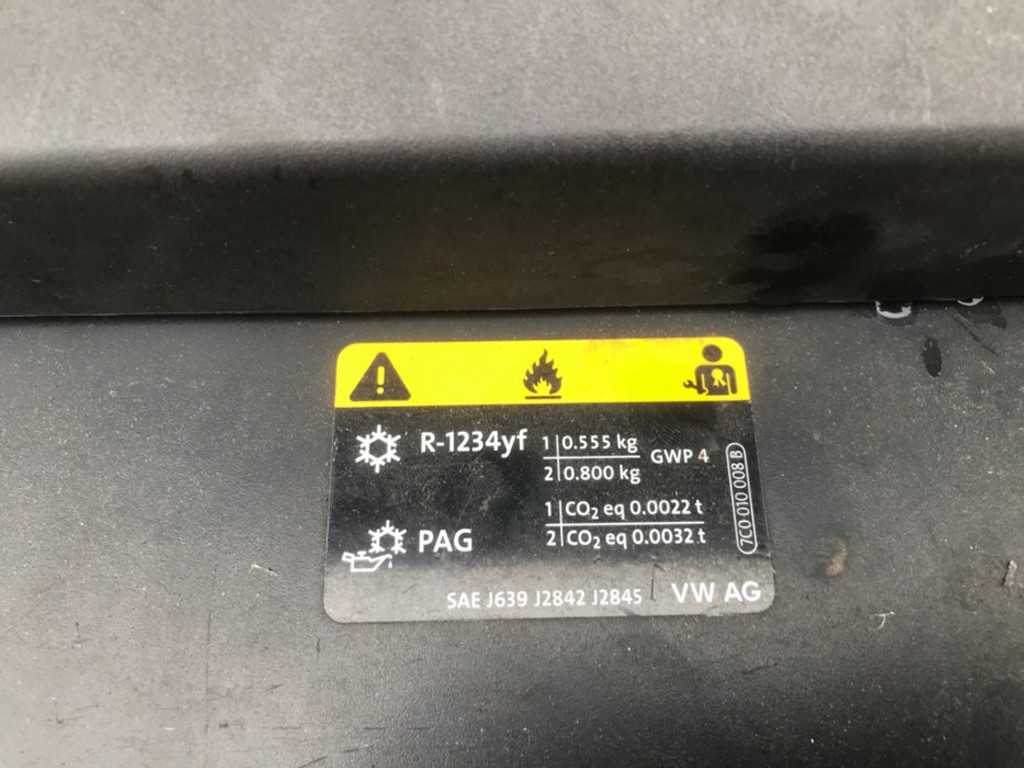 R-1234yf
1 0.555 kg
2 0.800 kg
GWP 4
1 CO₂ eq 0.0022 t
2 CO₂ eq 0.0032 t
7C0 010 008 B
PAG
SAE J639 J2842 J2845
VW AG